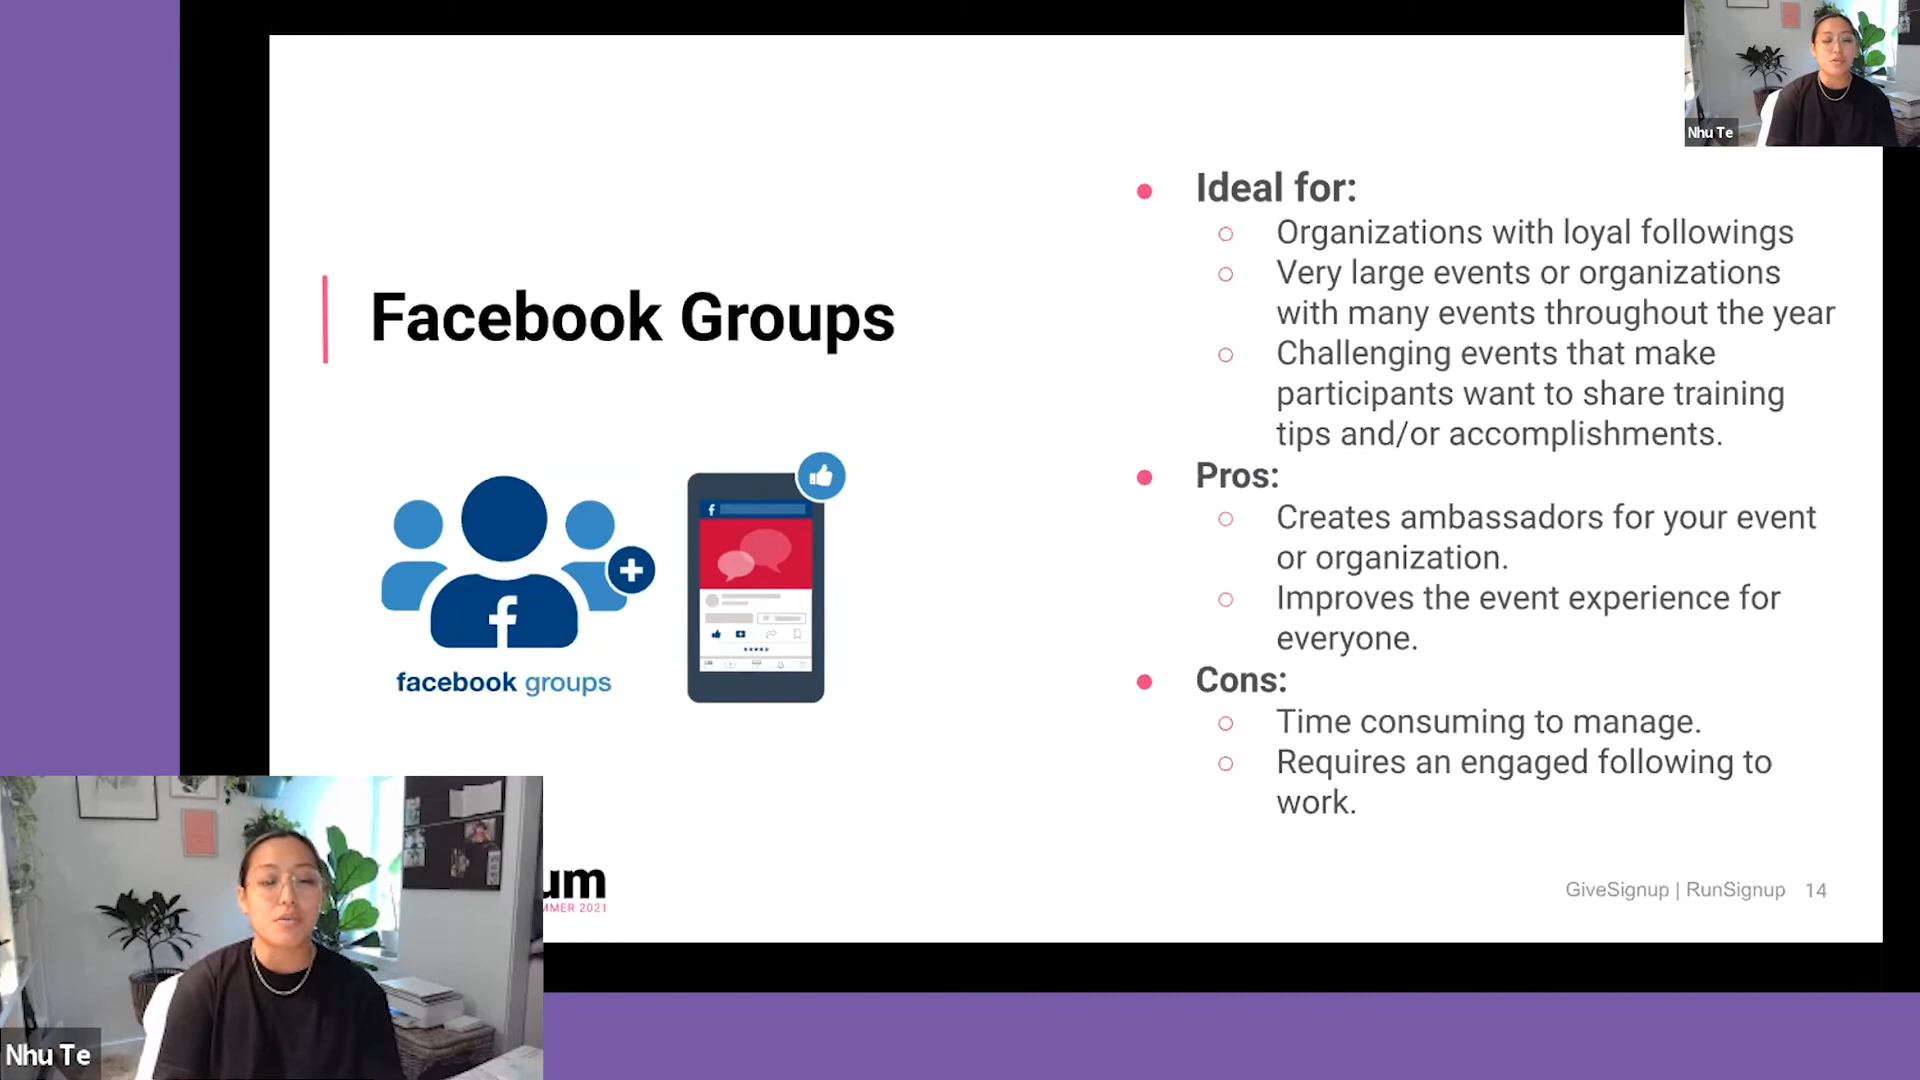 Nhu Te
Facebook Groups
facebook groups
Ideal for:
Organizations with loyal followings
Very large events or organizations
with many events throughout the year
Challenging events that make
participants want to share training
tips and/or accomplishments.
Pros:
Creates ambassadors for your event
or organization.
Improves the event experience for
everyone.
Cons:
Time consuming to manage.
Requires an engaged following to
work.
um
MMER 2021
GiveSignup | RunSignup 14
Nhu Te